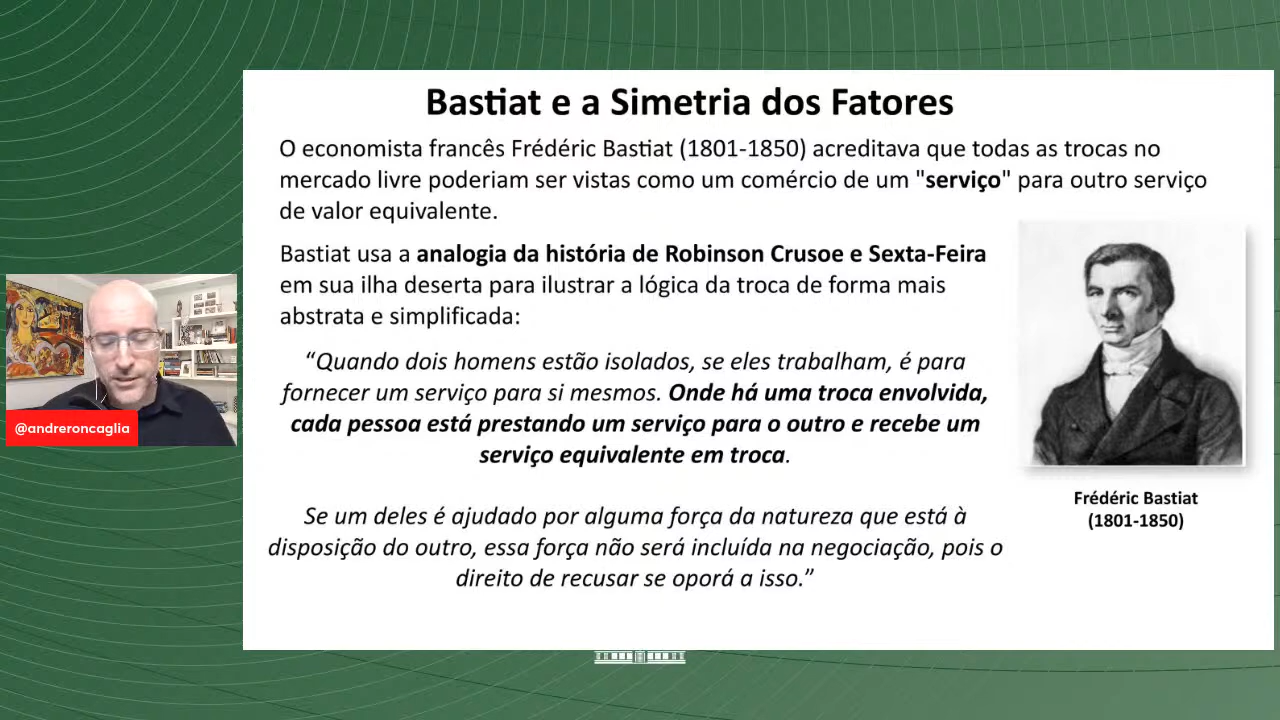 Bastiat e a Simetria dos Fatores
O economista francês Frédéric Bastiat (1801-1850) acreditava que todas as trocas no
mercado livre poderiam ser vistas como um comércio de um "serviço" para outro serviço
de valor equivalente.
Bastiat usa a analogia da história de Robinson Crusoe e Sexta-Feira
em sua ilha deserta para ilustrar a lógica da troca de forma mais
abstrata e simplificada:
“Quando dois homens estão isolados, se eles trabalham, é para
fornecer um serviço para si mesmos. Onde há uma troca envolvida,
cada pessoa está prestando um serviço para o outro e recebe um
serviço equivalente em troca.
Se um deles é ajudado por alguma força da natureza que está à
disposição do outro, essa força não será incluída na negociação, pois o
direito de recusar se oporá a isso.”
Frédéric Bastiat
(1801-1850)
@andreroncaglia